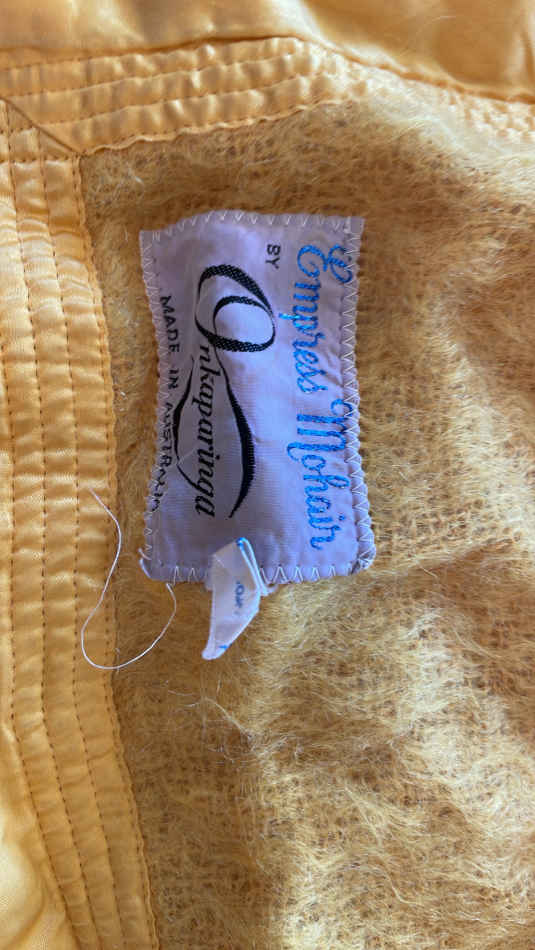 Empress Mohair
BY
Onkaparinga
MADE IN AUSTRALIA